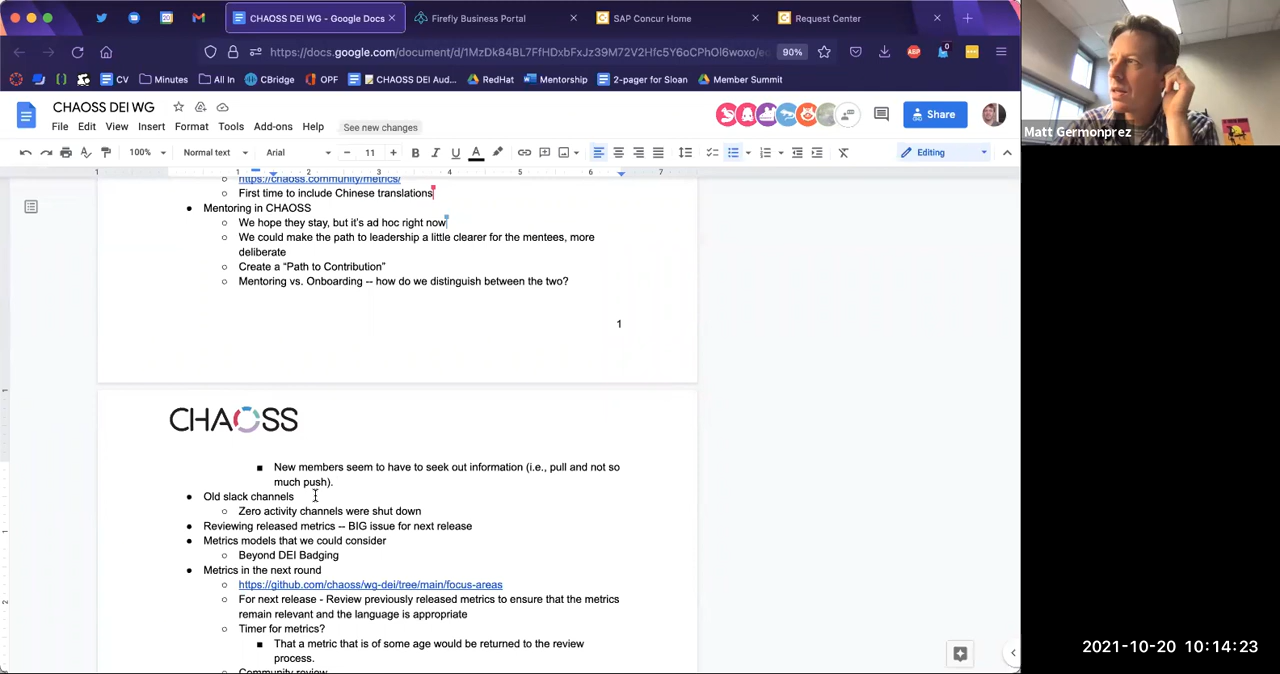 CHAOSS DEI WG - Google Docs
Firefly Business Portal
SAP Concur Home
Request Center
https://docs.google.com/document/d/1MzDk84BL7FfHDxbFxJz39M72V2Hfc5Y6oCPhOl6woxo/e
90%
CV
Minutes
All In
CBridge
OPF
CHAOSS DEI Aud...
RedHat
Mentorship
2-pager for Sloan
Member Summit
CHAOSS DEI WG
File Edit View Insert Format Tools Add-ons Help See new changes
Share
Matt Germonprez
100% Normal text Arial 11 Editing
https://chaoss.community/metrics/
First time to include Chinese translations
Mentoring in CHAOSS
We hope they stay, but it's ad hoc right now
We could make the path to leadership a little clearer for the mentees, more
deliberate
Create a “Path to Contribution”
Mentoring vs. Onboarding -- how do we distinguish between the two?
1
CHAOSS
New members seem to have to seek out information (i.e., pull and not so
much push).
Old slack channels
Zero activity channels were shut down
Reviewing released metrics -- BIG issue for next release
Metrics models that we could consider
Beyond DEI Badging
Metrics in the next round
https://github.com/chaoss/wg-dei/tree/main/focus-areas
For next release - Review previously released metrics to ensure that the metrics
remain relevant and the language is appropriate
Timer for metrics?
That a metric that is of some age would be returned to the review
process.
Community review
2021-10-20 10:14:23